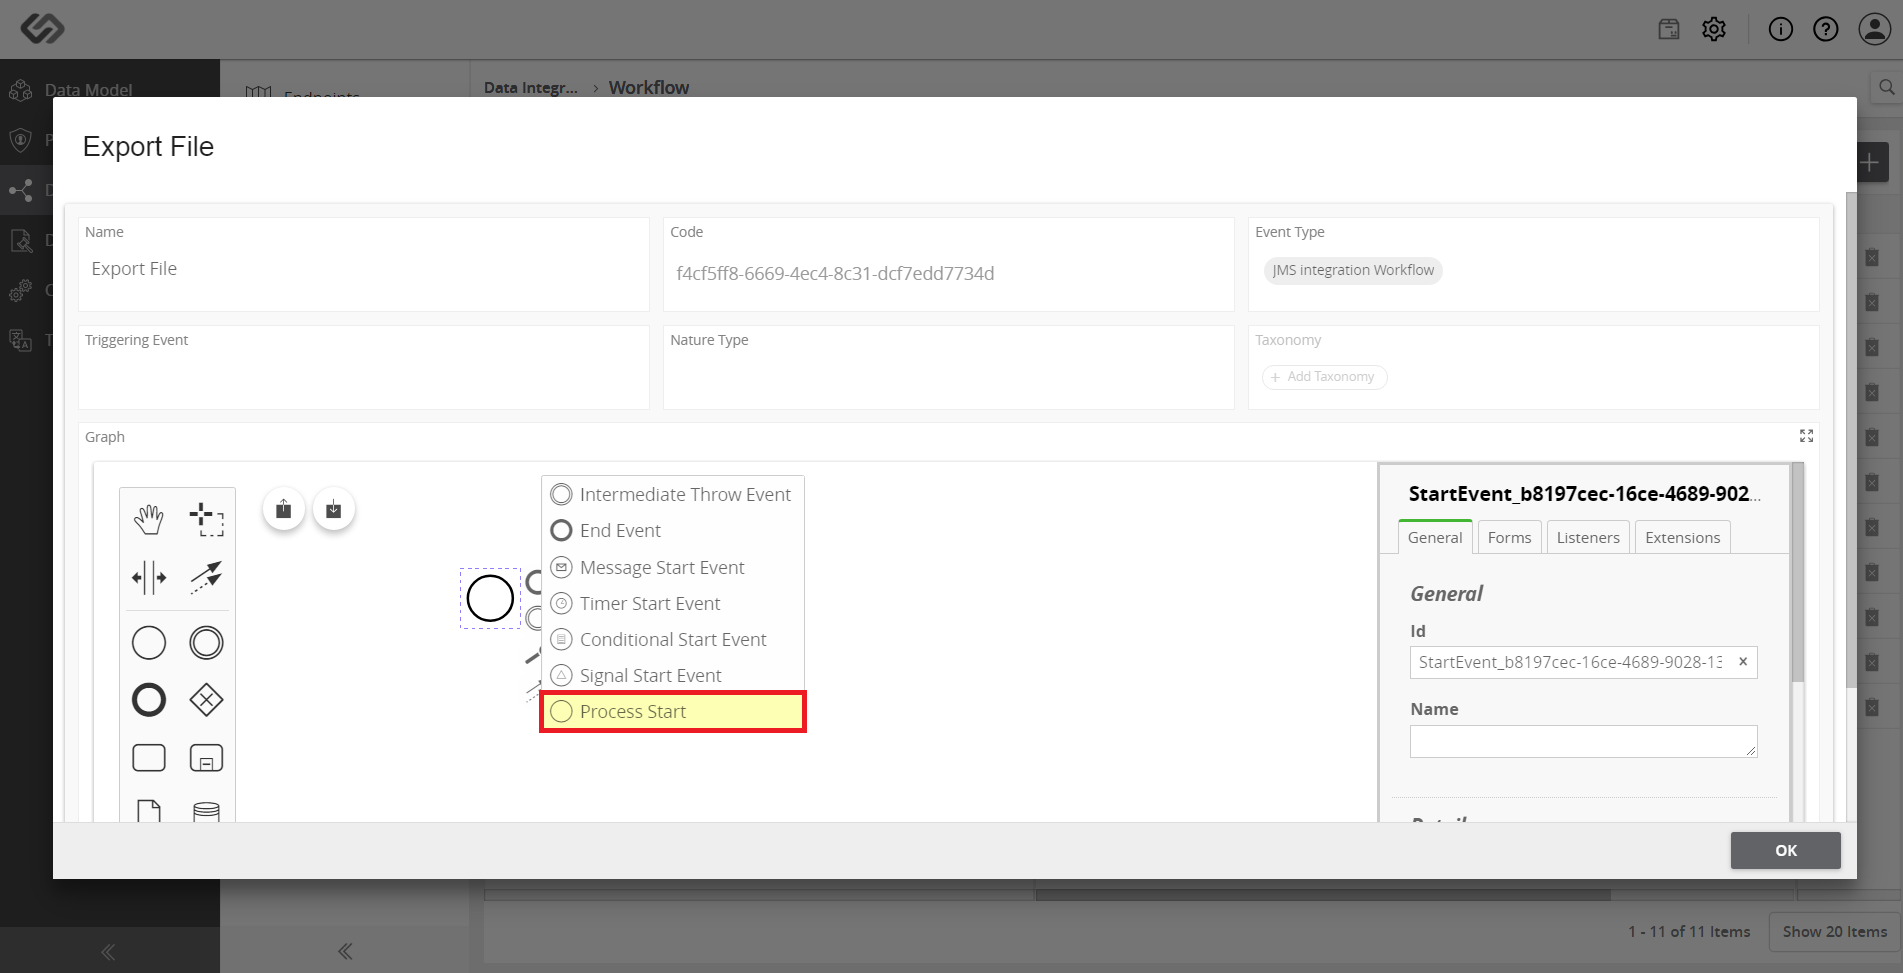 Data Model
Endpoints
Data Integr... › Workflow
Export File
Name
Export File
Code
f4cf5ff8-6669-4ec4-8c31-dcf7edd7734d
Event Type
JMS integration Workflow
Triggering Event
Nature Type
Taxonomy
+ Add Taxonomy
Graph
Intermediate Throw Event
End Event
Message Start Event
Timer Start Event
Conditional Start Event
Signal Start Event
Process Start
StartEvent_b8197cec-16ce-4689-902...
General Forms Listeners Extensions
General
Id
StartEvent_b8197cec-16ce-4689-9028-13
Name
OK
1 - 11 of 11 Items
Show 20 Items